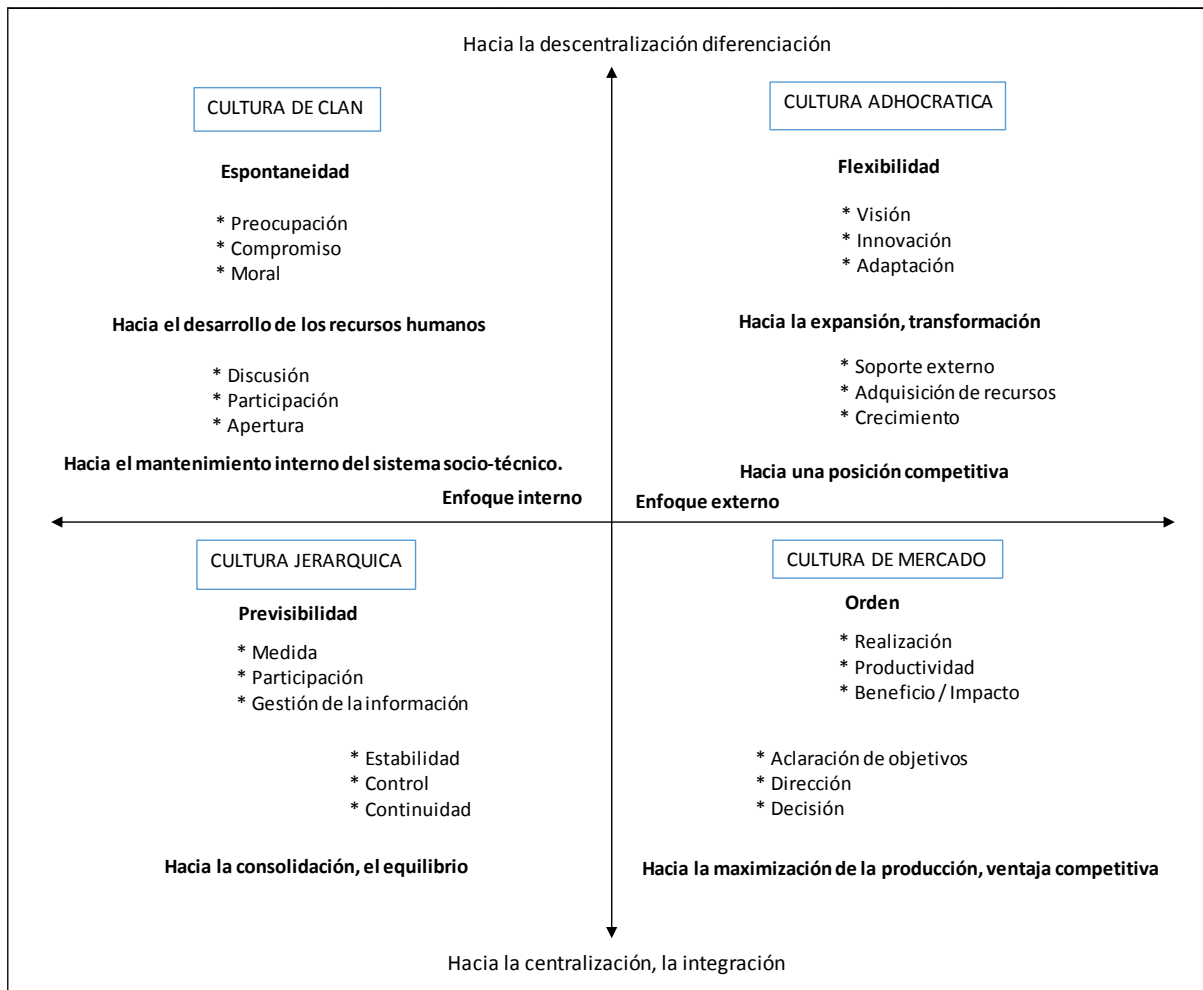 Hacia la descentralización diferenciación
CULTURA DE CLAN
Espontaneidad
* Preocupación
* Compromiso
* Moral
Hacia el desarrollo de los recursos humanos
* Discusión
* Participación
* Apertura
Hacia el mantenimiento interno del sistema socio-técnico.
Enfoque interno
CULTURA ADHOCRATICA
Flexibilidad
* Visión
* Innovación
* Adaptación
Hacia la expansión, transformación
* Soporte externo
* Adquisición de recursos
* Crecimiento
Hacia una posición competitiva
Enfoque externo
CULTURA JERARQUICA
Previsibilidad
* Medida
* Participación
* Gestión de la información
* Estabilidad
* Control
* Continuidad
Hacia la consolidación, el equilibrio
CULTURA DE MERCADO
Orden
* Realización
* Productividad
* Beneficio / Impacto
* Aclaración de objetivos
* Dirección
* Decisión
Hacia la maximización de la producción, ventaja competitiva
Hacia la centralización, la integración